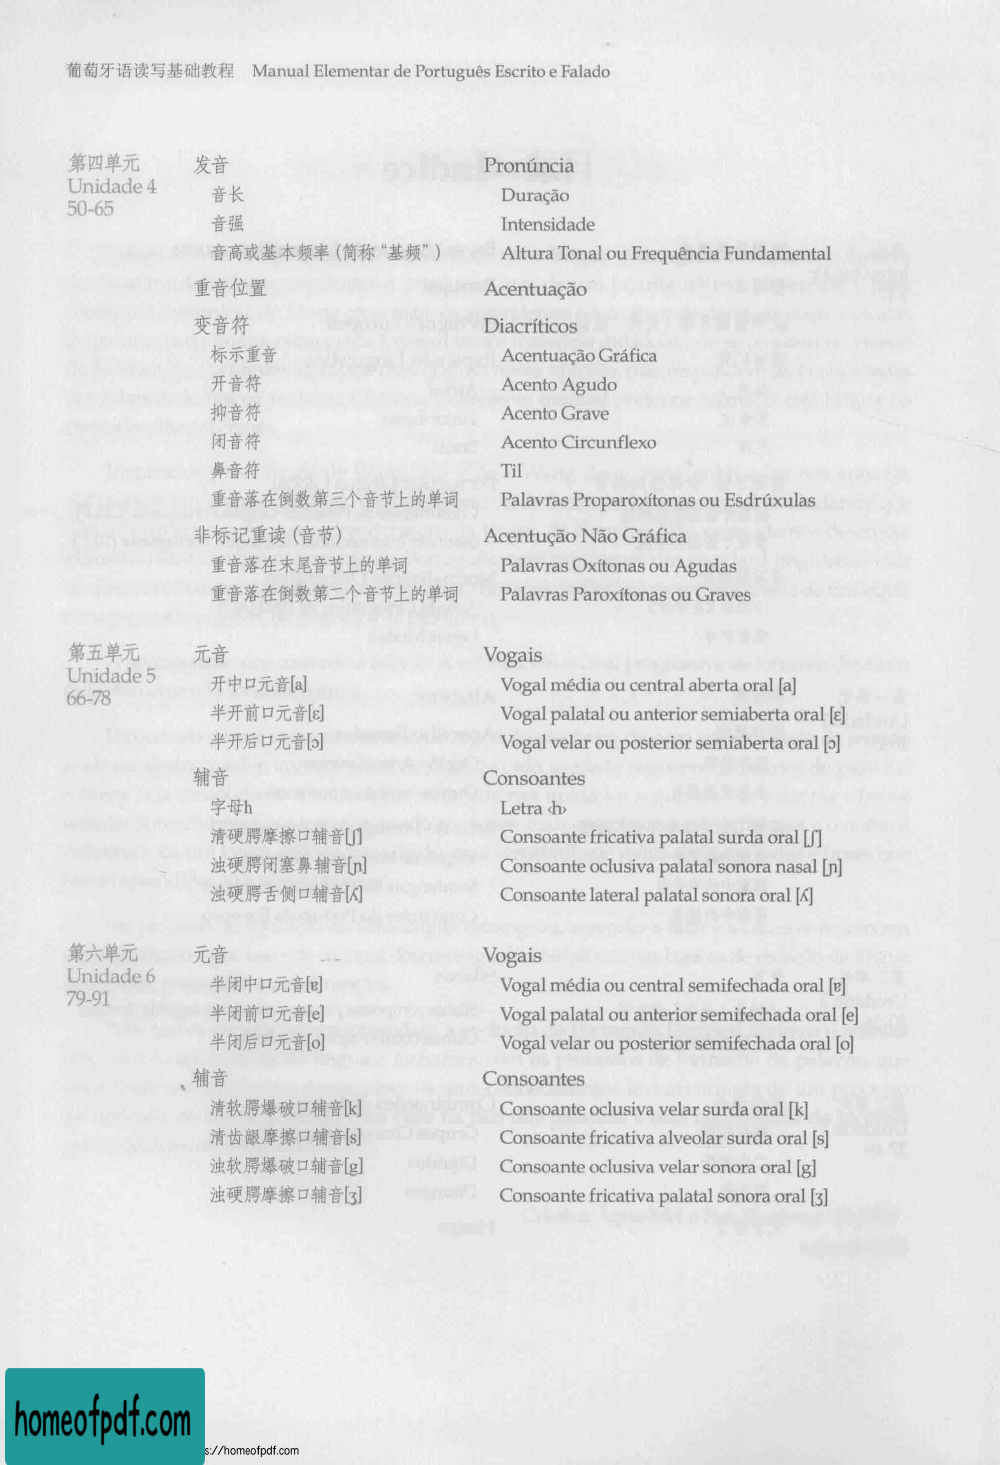 葡萄牙语读写基础教程 Manual Elementar de Português Escrito e Falado
第四单元 发音 Pronúncia
Unidade 4 音长 Duração
50-65 音强 Intensidade
音高或基本频率（简称“基频”） Altura Tonal ou Frequência Fundamental
重音位置 Acentuação
变音符 Diacríticos
标示重音 Acentuação Gráfica
开音符 Acento Agudo
抑音符 Acento Grave
闭音符 Acento Circunflexo
鼻音符 Til
重音落在倒数第三个音节上的单词 Palavras Proparoxítonas ou Esdrúxulas
非标记重读（音节） Acentução Não Gráfica
重音落在末尾音节上的单词 Palavras Oxítonas ou Agudas
重音落在倒数第二个音节上的单词 Palavras Paroxítonas ou Graves
第五单元 元音 Vogais
Unidade 5 开中口元音[a] Vogal média ou central aberta oral [a]
66-78 半开前口元音[ɛ] Vogal palatal ou anterior semiaberta oral [ɛ]
半开后口元音[ɔ] Vogal velar ou posterior semiaberta oral [ɔ]
辅音 Consoantes
字母h Letra ‹h›
清硬腭摩擦口辅音[ʃ] Consoante fricativa palatal surda oral [ʃ]
浊硬腭闭塞鼻辅音[ɲ] Consoante oclusiva palatal sonora nasal [ɲ]
浊硬腭舌侧口辅音[ʎ] Consoante lateral palatal sonora oral [ʎ]
第六单元 元音 Vogais
Unidade 6 半闭中口元音[ɐ] Vogal média ou central semifechada oral [ɐ]
79-91 半闭前口元音[e] Vogal palatal ou anterior semifechada oral [e]
半闭后口元音[o] Vogal velar ou posterior semifechada oral [o]
辅音 Consoantes
清软腭爆破口辅音[k] Consoante oclusiva velar surda oral [k]
清齿龈摩擦口辅音[s] Consoante fricativa alveolar surda oral [s]
浊软腭爆破口辅音[g] Consoante oclusiva velar sonora oral [g]
浊硬腭摩擦口辅音[ʒ] Consoante fricativa palatal sonora oral [ʒ]
homeofpdf.com
s://homeofpdf.com